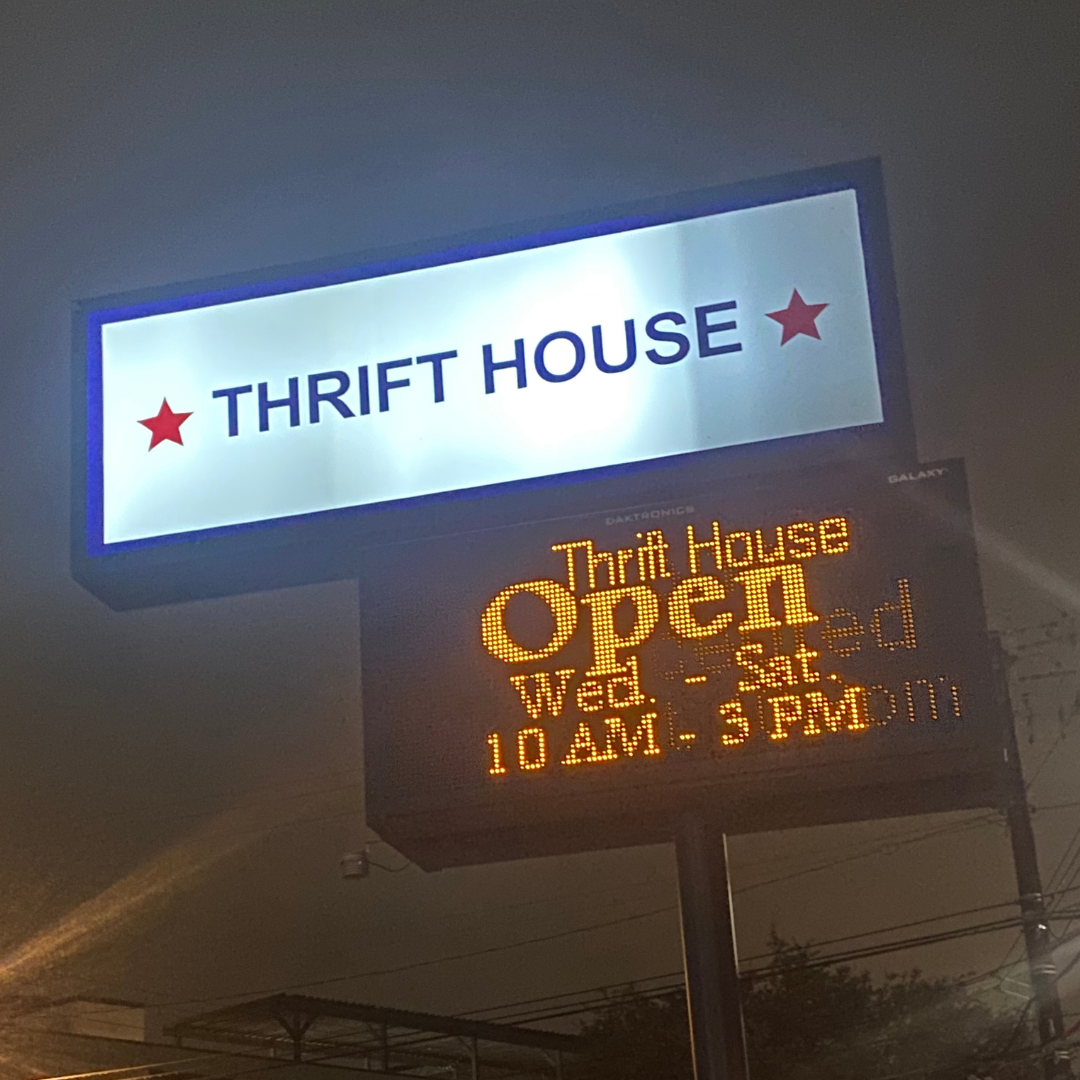 THRIFT HOUSE
DAKTRONICS
GALAXY
Thrift House
Open
Wed. - Sat.
10 AM - 3 PM